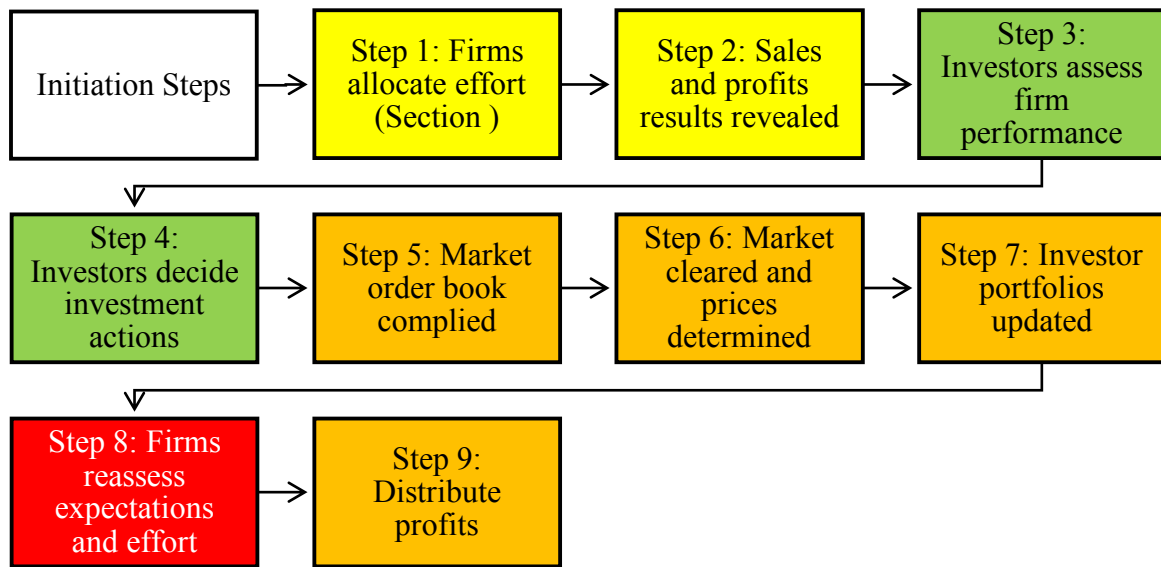 Initiation Steps
Step 1: Firms
allocate effort
(Section )
Step 2: Sales
and profits
results revealed
Step 3:
Investors assess
firm
performance
Step 4:
Investors decide
investment
actions
Step 5: Market
order book
complied
Step 6: Market
cleared and
prices
determined
Step 7: Investor
portfolios
updated
Step 8: Firms
reassess
expectations
and effort
Step 9:
Distribute
profits